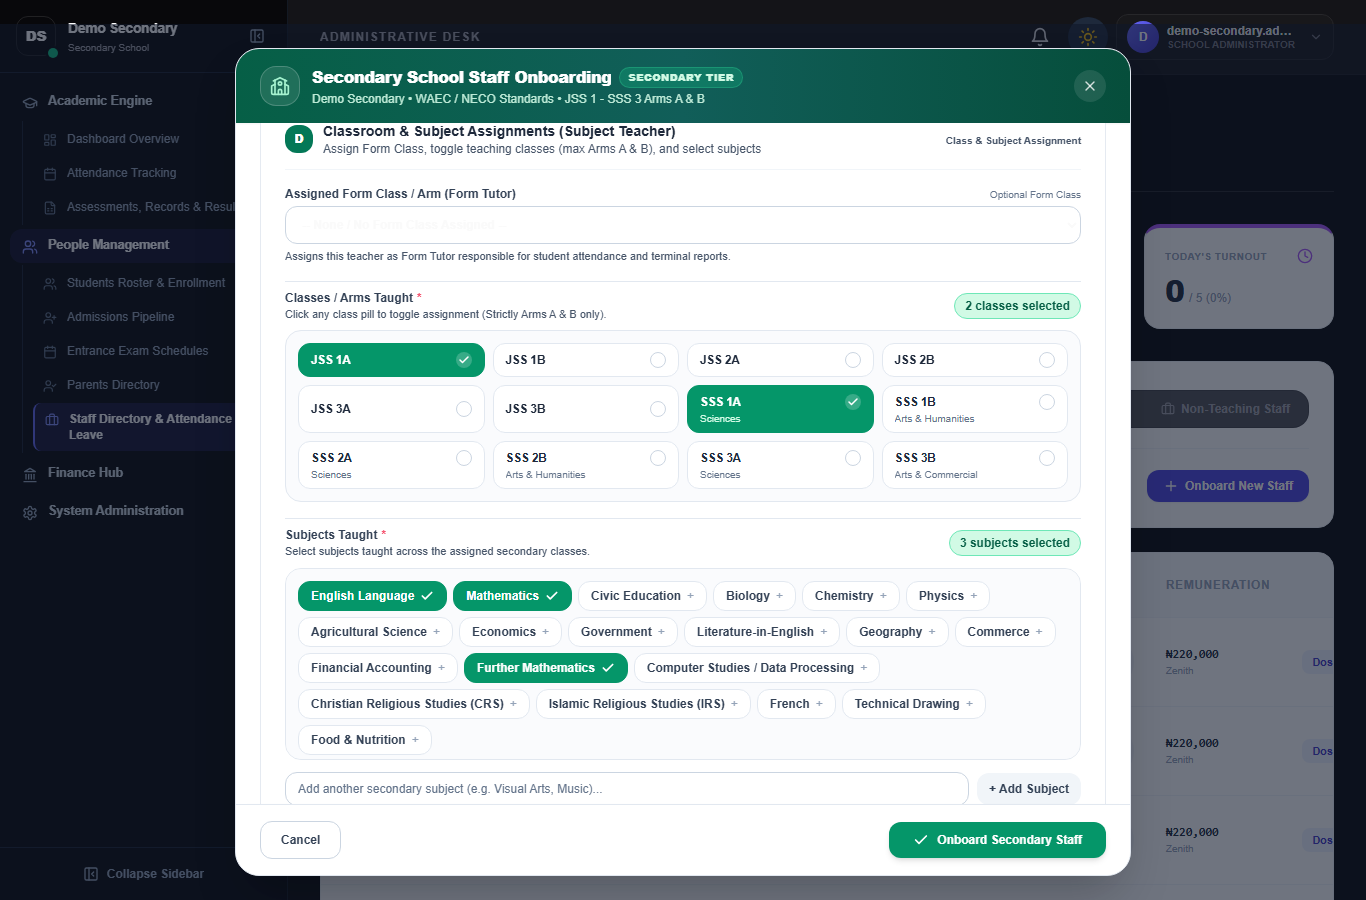 DS
Demo Secondary
Secondary School
ADMINISTRATIVE DESK
D
demo-secondary.ad...
SCHOOL ADMINISTRATOR
Academic Engine
Dashboard Overview
Attendance Tracking
Assessments, Records & Resul
People Management
Students Roster & Enrollment
Admissions Pipeline
Entrance Exam Schedules
Parents Directory
Staff Directory & Attendance
Leave
Finance Hub
System Administration
Collapse Sidebar
Secondary School Staff Onboarding
SECONDARY TIER
Demo Secondary • WAEC / NECO Standards • JSS 1 - SSS 3 Arms A & B
D
Classroom & Subject Assignments (Subject Teacher)
Assign Form Class, toggle teaching classes (max Arms A & B), and select subjects
Class & Subject Assignment
Assigned Form Class / Arm (Form Tutor)
Optional Form Class
None / No Form Class Assigned
Assigns this teacher as Form Tutor responsible for student attendance and terminal reports.
Classes / Arms Taught *
Click any class pill to toggle assignment (Strictly Arms A & B only).
2 classes selected
JSS 1A
JSS 1B
JSS 2A
JSS 2B
JSS 3A
JSS 3B
SSS 1A
Sciences
SSS 1B
Arts & Humanities
SSS 2A
Sciences
SSS 2B
Arts & Humanities
SSS 3A
Sciences
SSS 3B
Arts & Commercial
Subjects Taught *
Select subjects taught across the assigned secondary classes.
3 subjects selected
English Language
Mathematics
Civic Education +
Biology +
Chemistry +
Physics +
Agricultural Science +
Economics +
Government +
Literature-in-English +
Geography +
Commerce +
Financial Accounting +
Further Mathematics
Computer Studies / Data Processing +
Christian Religious Studies (CRS) +
Islamic Religious Studies (IRS) +
French +
Technical Drawing +
Food & Nutrition +
Add another secondary subject (e.g. Visual Arts, Music)...
+ Add Subject
Cancel
Onboard Secondary Staff
TODAY'S TURNOUT
0 / 5 (0%)
Non-Teaching Staff
+ Onboard New Staff
REMUNERATION
₦220,000
Zenith
Dos
₦220,000
Zenith
Dos
₦220,000
Zenith
Dos